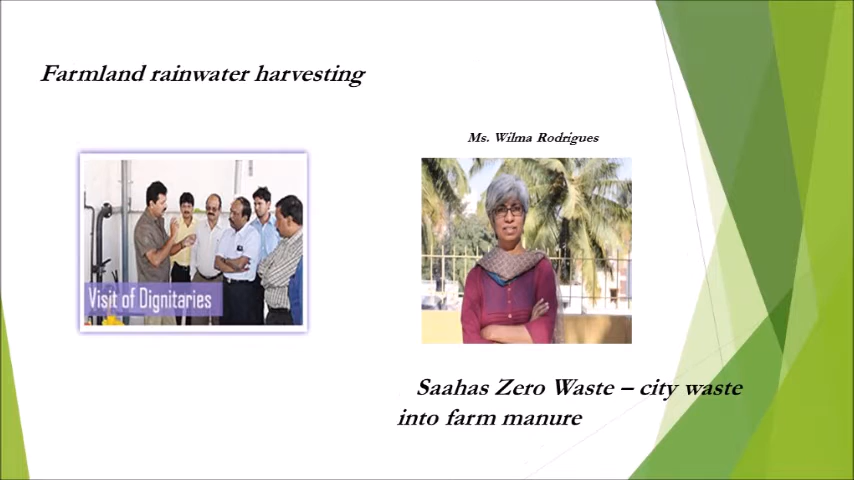 Farmland rainwater harvesting
Ms. Wilma Rodrigues
Visit of Dignitaries
Saahas Zero Waste – city waste
into farm manure